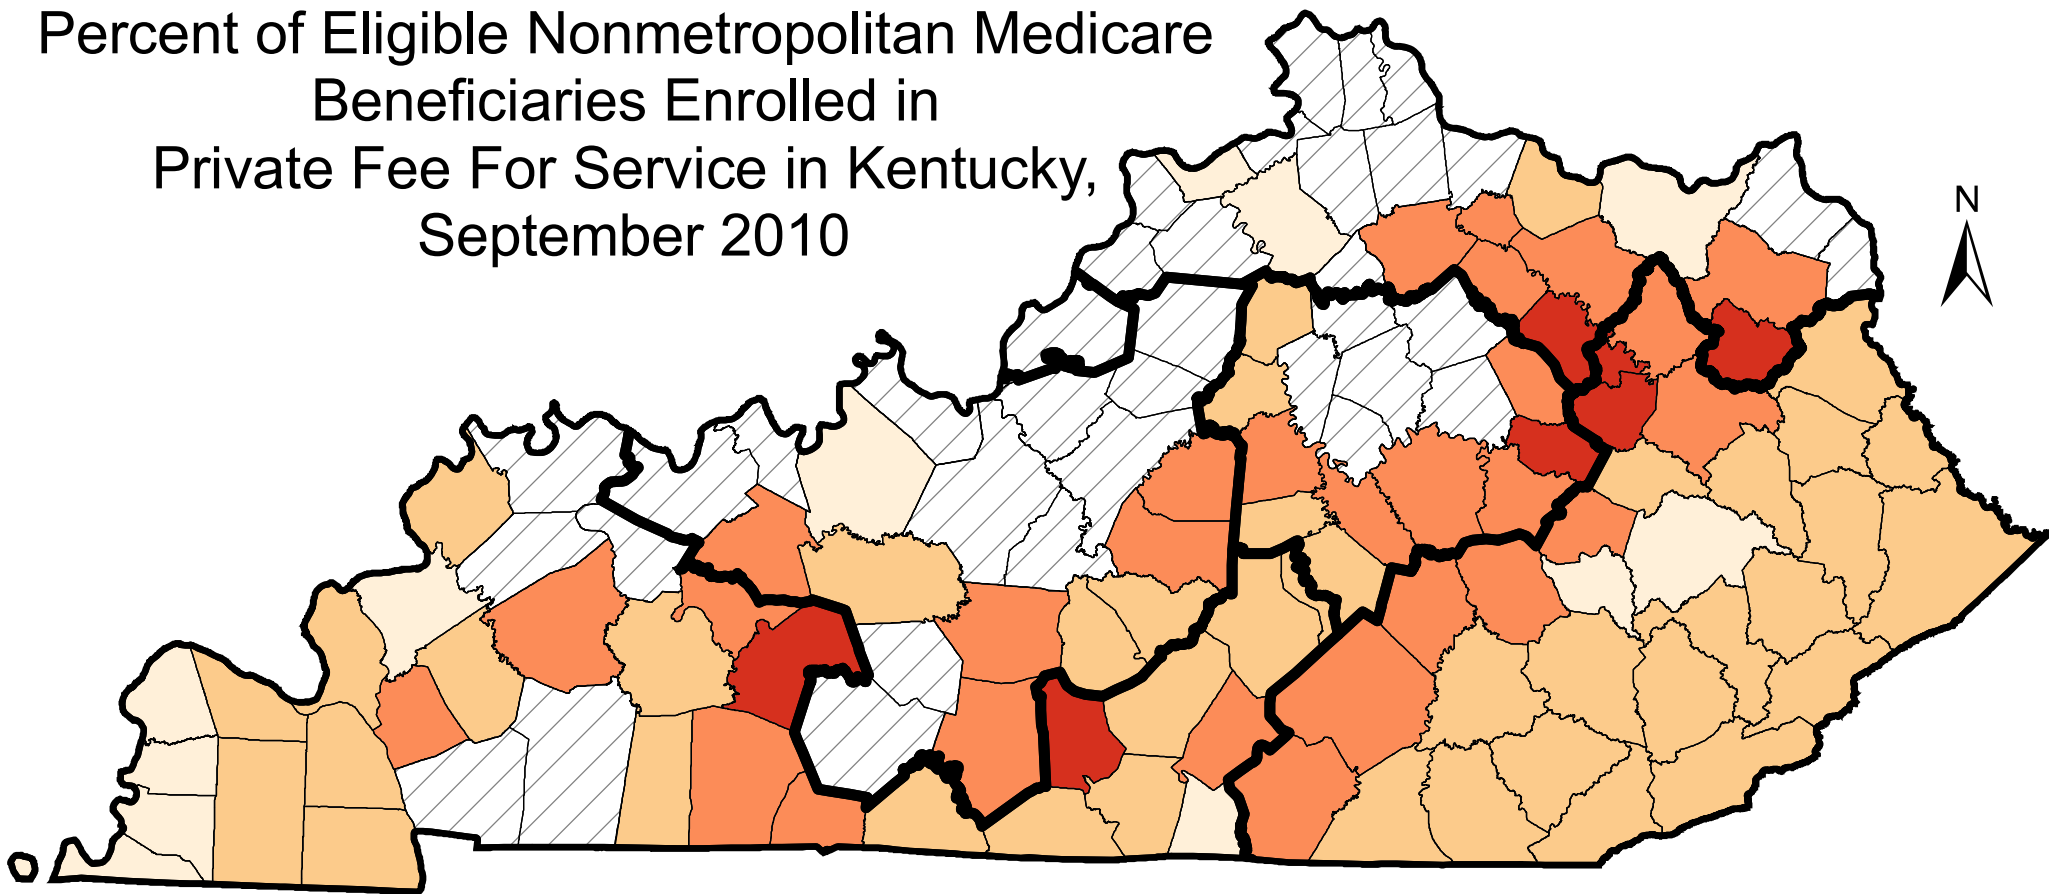 Percent of Eligible Nonmetropolitan Medicare
Beneficiaries Enrolled in
Private Fee For Service in Kentucky,
September 2010
N